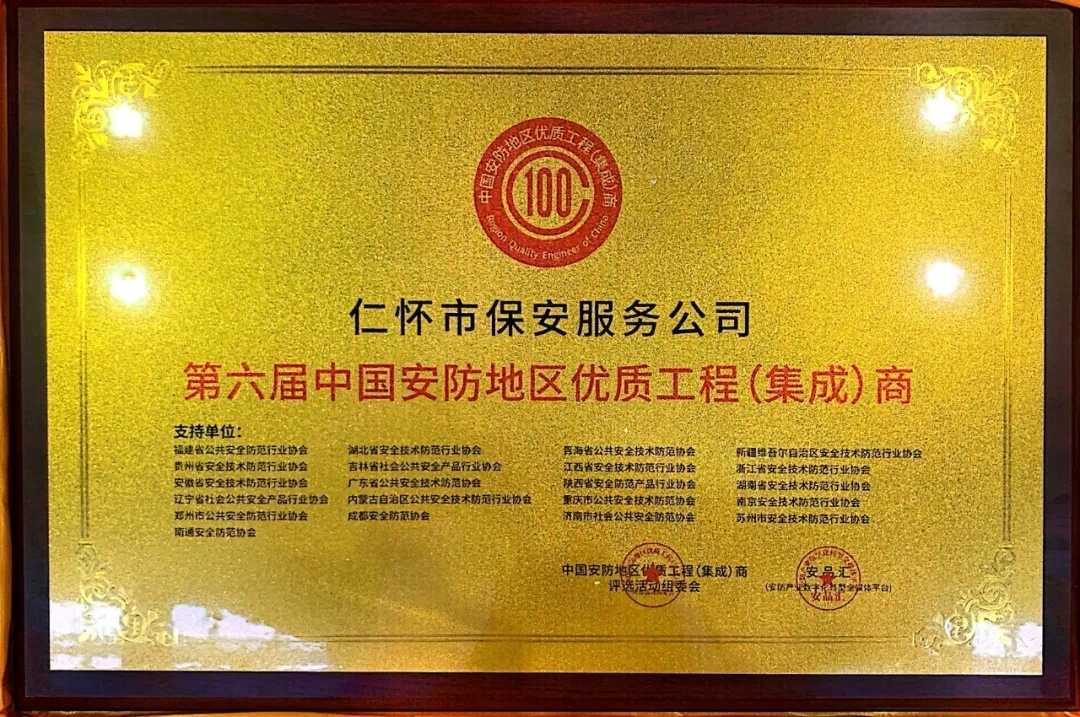 中国安防地区优质工程(集成)商
100
Region Quality Engineer of China
仁怀市保安服务公司
第六届中国安防地区优质工程(集成)商
支持单位：
福建省公共安全防范行业协会 湖北省安全技术防范行业协会 青海省公共安全技术防范协会 新疆维吾尔自治区安全技术防范行业协会
贵州省安全技术防范行业协会 吉林省社会公共安全产品行业协会 江西省安全技术防范行业协会 浙江省安全技术防范行业协会
安徽省安全技术防范行业协会 广东省公共安全技术防范协会 陕西省安全防范产品行业协会 湖南省安全技术防范行业协会
辽宁省社会公共安全产品行业协会 内蒙古自治区公共安全技术防范行业协会 重庆市公共安全技术防范协会 南京安全技术防范行业协会
郑州市公共安全防范行业协会 成都安全防范协会 济南市社会公共安全防范协会 苏州市安全技术防范行业协会
南通安全防范协会
中国安防地区优质工程(集成)商
评选活动组委会
安品汇
(安防产业数字化转型全媒体平台)
安品汇